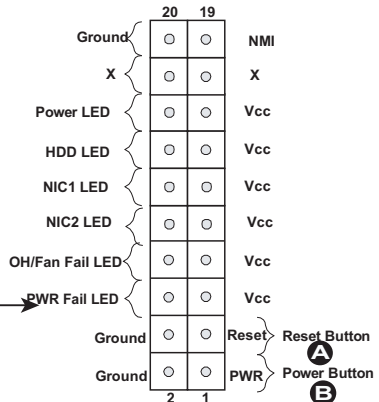 20 19
Ground NMI
X X
Power LED Vcc
HDD LED Vcc
NIC1 LED Vcc
NIC2 LED Vcc
OH/Fan Fail LED Vcc
PWR Fail LED Vcc
Ground Reset Reset Button
A
Ground PWR Power Button
B
2 1